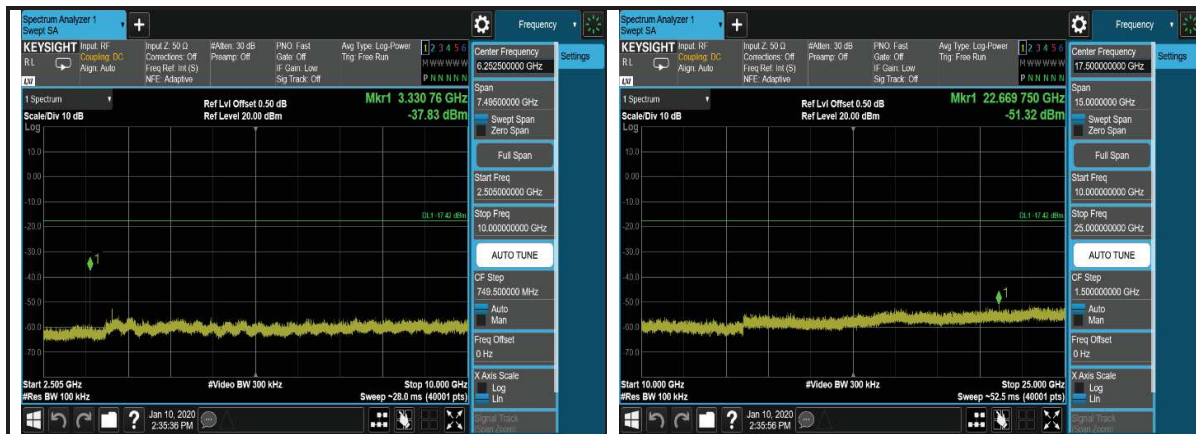 Spectrum Analyzer 1
Swept SA
+
Frequency
KEYSIGHT
RL
LXI
Input: RF
Coupling: DC
Align: Auto
Input Z: 50 Ω
Corrections: Off
Freq Ref: Int (S)
NFE: Adaptive
#Atten: 30 dB
Preamp: Off
PNO: Fast
Gate: Off
IF Gain: Low
Sig Track: Off
Avg Type: Log-Power
Trig: Free Run
1 2 3 4 5 6
M W W W W W
P N N N N N
1 Spectrum
Scale/Div 10 dB
Ref Lvl Offset 0.50 dB
Ref Level 20.00 dBm
Mkr1 3.330 76 GHz
-37.83 dBm
Log
10.0
0.00
-10.0
-20.0
-30.0
-40.0
-50.0
-60.0
-70.0
DL1 -17.42 dBm
1
Start 2.505 GHz
#Res BW 100 kHz
#Video BW 300 kHz
Stop 10.000 GHz
Sweep ~28.0 ms (40001 pts)
Jan 10, 2020
2:35:36 PM
Center Frequency
6.252500000 GHz
Settings
Span
7.49500000 GHz
Swept Span
Zero Span
Full Span
Start Freq
2.505000000 GHz
Stop Freq
10.000000000 GHz
AUTO TUNE
CF Step
749.500000 MHz
Auto
Man
Freq Offset
0 Hz
X Axis Scale
Log
Lin
Signal Track
(Span Zoom)
Spectrum Analyzer 1
Swept SA
+
Frequency
KEYSIGHT
RL
LXI
Input: RF
Coupling: DC
Align: Auto
Input Z: 50 Ω
Corrections: Off
Freq Ref: Int (S)
NFE: Adaptive
#Atten: 30 dB
Preamp: Off
PNO: Fast
Gate: Off
IF Gain: Low
Sig Track: Off
Avg Type: Log-Power
Trig: Free Run
1 2 3 4 5 6
M W W W W W
P N N N N N
1 Spectrum
Scale/Div 10 dB
Ref Lvl Offset 0.50 dB
Ref Level 20.00 dBm
Mkr1 22.669 750 GHz
-51.32 dBm
Log
10.0
0.00
-10.0
-20.0
-30.0
-40.0
-50.0
-60.0
-70.0
DL1 -17.42 dBm
1
Start 10.000 GHz
#Res BW 100 kHz
#Video BW 300 kHz
Stop 25.000 GHz
Sweep ~52.5 ms (40001 pts)
Jan 10, 2020
2:35:56 PM
Center Frequency
17.500000000 GHz
Settings
Span
15.0000000 GHz
Swept Span
Zero Span
Full Span
Start Freq
10.000000000 GHz
Stop Freq
25.000000000 GHz
AUTO TUNE
CF Step
1.500000000 GHz
Auto
Man
Freq Offset
0 Hz
X Axis Scale
Log
Lin
Signal Track
(Span Zoom)